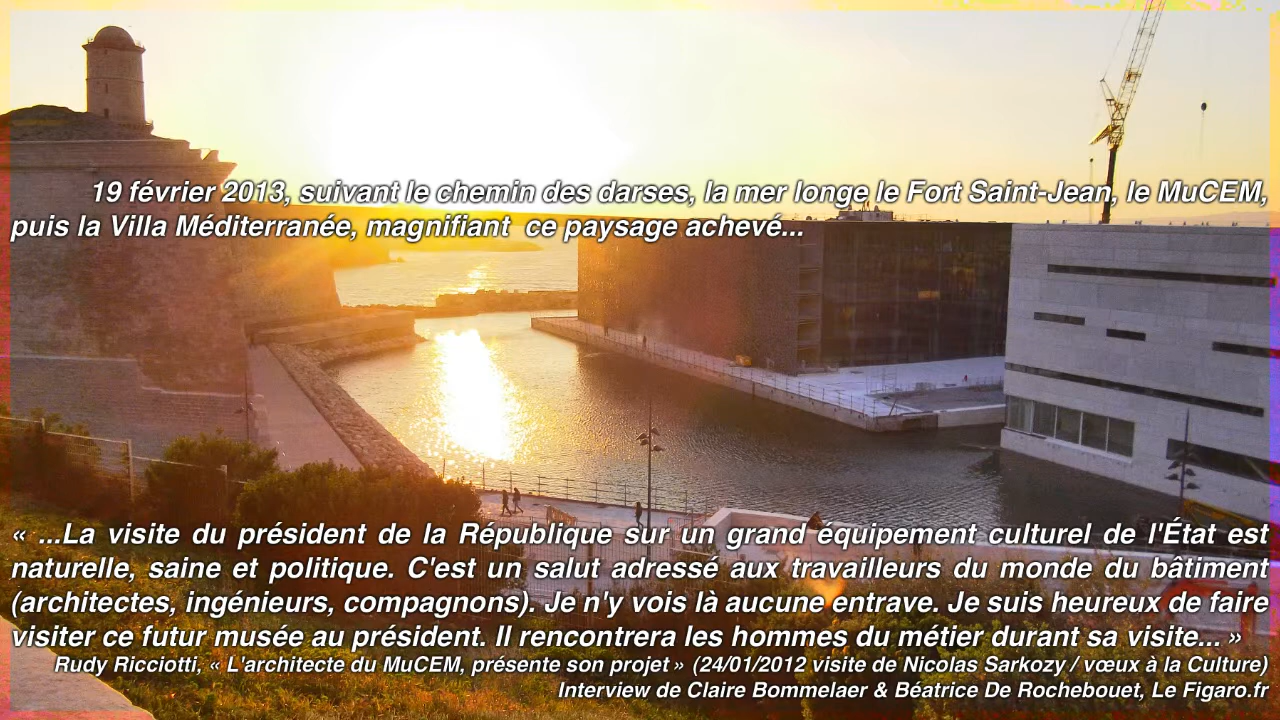 19 février 2013, suivant le chemin des darses, la mer longe le Fort Saint-Jean, le MuCEM,
puis la Villa Méditerranée, magnifiant  ce paysage achevé...
« ...La visite du président de la République sur un grand équipement culturel de l'État est
naturelle, saine et politique. C'est un salut adressé aux travailleurs du monde du bâtiment
(architectes, ingénieurs, compagnons). Je n'y vois là aucune entrave. Je suis heureux de faire
visiter ce futur musée au président. Il rencontrera les hommes du métier durant sa visite... »
Rudy Ricciotti, « L'architecte du MuCEM, présente son projet » (24/01/2012 visite de Nicolas Sarkozy / vœux à la Culture)
Interview de Claire Bommelaer & Béatrice De Rochebouet, Le Figaro.fr